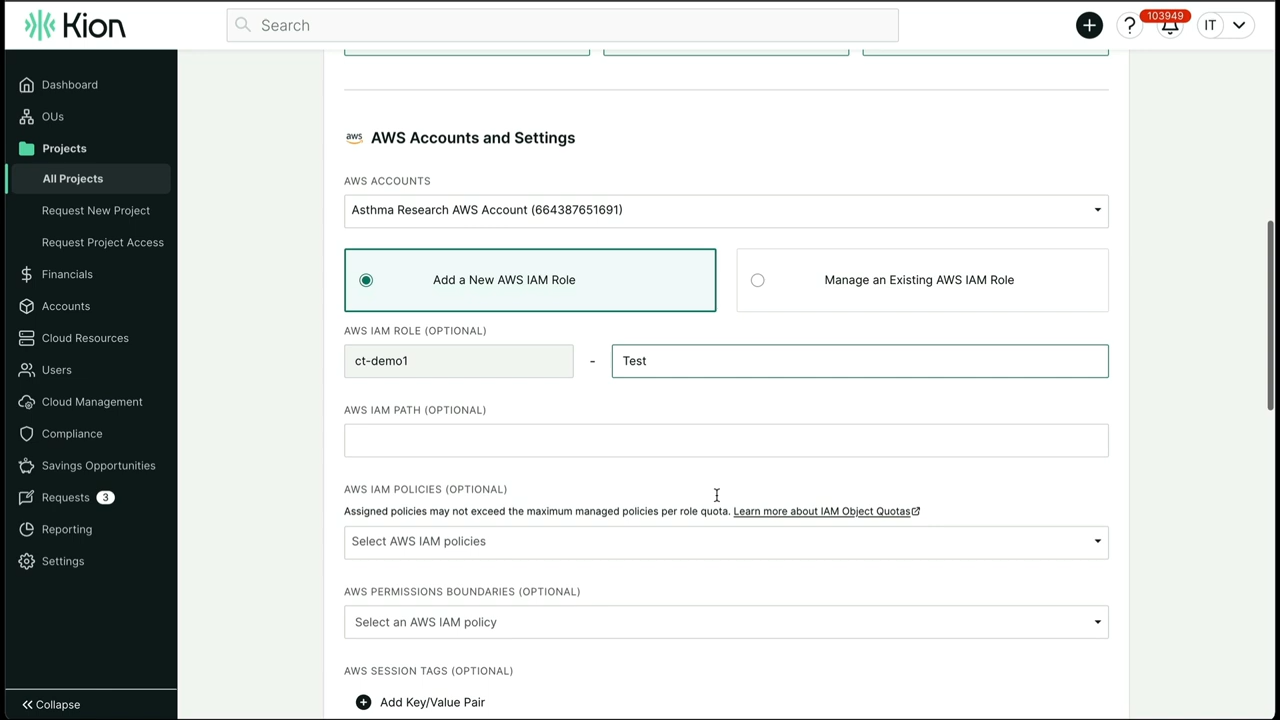 Kion
Search
103949
IT
Dashboard
OUs
Projects
All Projects
Request New Project
Request Project Access
Financials
Accounts
Cloud Resources
Users
Cloud Management
Compliance
Savings Opportunities
Requests 3
Reporting
Settings
Collapse
aws AWS Accounts and Settings
AWS ACCOUNTS
Asthma Research AWS Account (664387651691)
Add a New AWS IAM Role
Manage an Existing AWS IAM Role
AWS IAM ROLE (OPTIONAL)
ct-demo1 - Test
AWS IAM PATH (OPTIONAL)
AWS IAM POLICIES (OPTIONAL)
Assigned policies may not exceed the maximum managed policies per role quota. Learn more about IAM Object Quotas
Select AWS IAM policies
AWS PERMISSIONS BOUNDARIES (OPTIONAL)
Select an AWS IAM policy
AWS SESSION TAGS (OPTIONAL)
Add Key/Value Pair